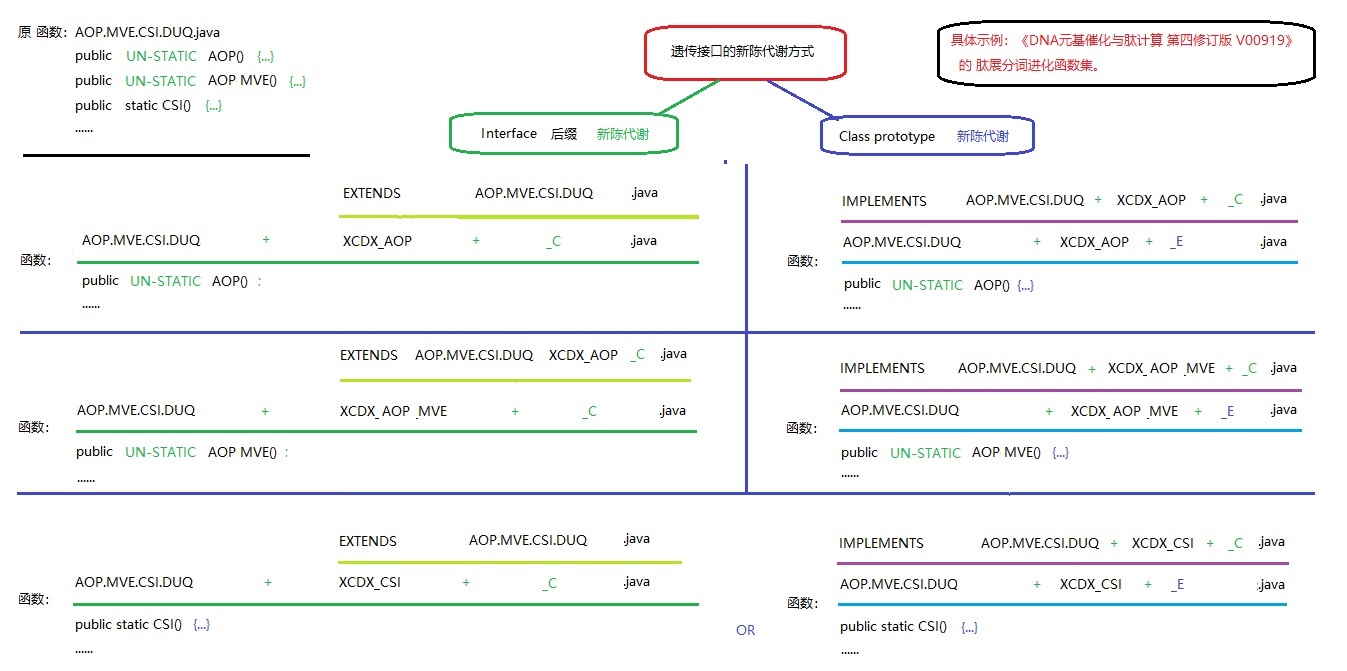 原 函数: AOP.MVE.CSI.DUQ.java
public UN-STATIC AOP() {...}
public UN-STATIC AOP MVE() {...}
public static CSI() {...}
......
遗传接口的新陈代谢方式
具体示例: 《DNA元基催化与肽计算 第四修订版 V00919》
的 肽展分词进化函数集。
Interface 后缀 新陈代谢
Class prototype 新陈代谢
EXTENDS AOP.MVE.CSI.DUQ .java
函数: AOP.MVE.CSI.DUQ + XCDX_AOP + _C .java
public UN-STATIC AOP() :
......
IMPLEMENTS AOP.MVE.CSI.DUQ + XCDX_AOP + _C .java
函数: AOP.MVE.CSI.DUQ + XCDX_AOP + _E .java
public UN-STATIC AOP() {...}
......
EXTENDS AOP.MVE.CSI.DUQ XCDX_AOP _C .java
函数: AOP.MVE.CSI.DUQ + XCDX_AOP _MVE + _C .java
public UN-STATIC AOP MVE() :
......
IMPLEMENTS AOP.MVE.CSI.DUQ + XCDX_AOP _MVE + _C .java
函数: AOP.MVE.CSI.DUQ + XCDX_AOP _MVE + _E .java
public UN-STATIC AOP MVE() {...}
......
EXTENDS AOP.MVE.CSI.DUQ .java
函数: AOP.MVE.CSI.DUQ + XCDX_CSI + _C .java
public static CSI() {...}
......
OR
IMPLEMENTS AOP.MVE.CSI.DUQ + XCDX_CSI + _C .java
函数: AOP.MVE.CSI.DUQ + XCDX_CSI + _E .java
public static CSI() {...}
......